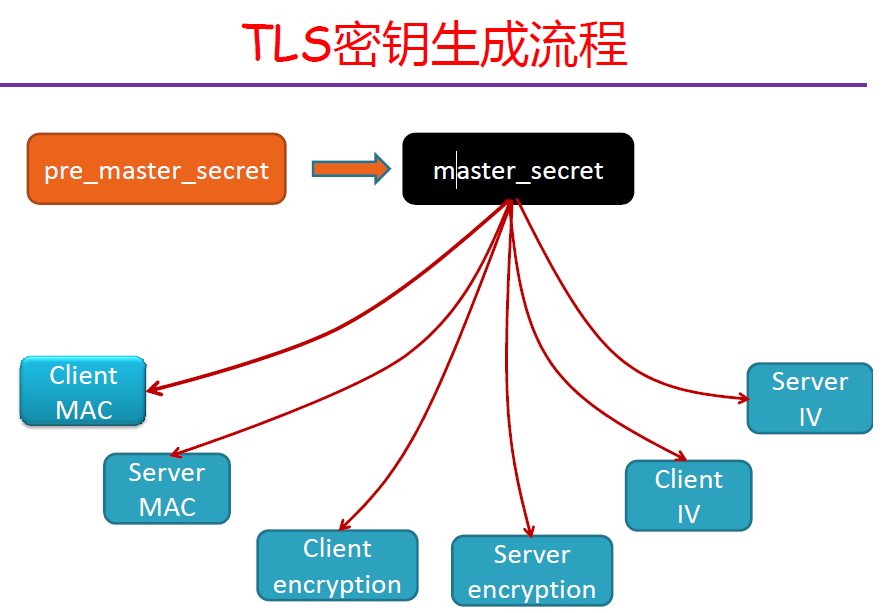 TLS密钥生成流程
pre_master_secret
master_secret
Client
MAC
Server
MAC
Client
encryption
Server
encryption
Client
IV
Server
IV